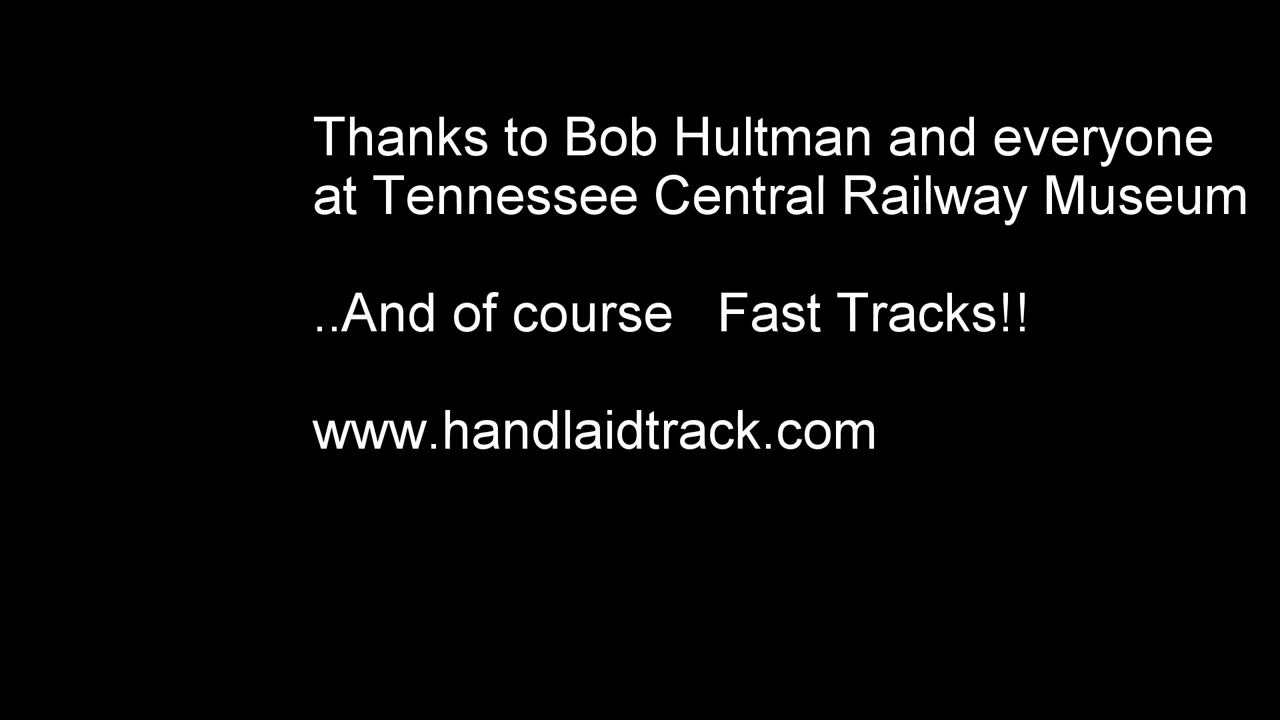 Thanks to Bob Hultman and everyone
at Tennessee Central Railway Museum
..And of course   Fast Tracks!!
www.handlaidtrack.com